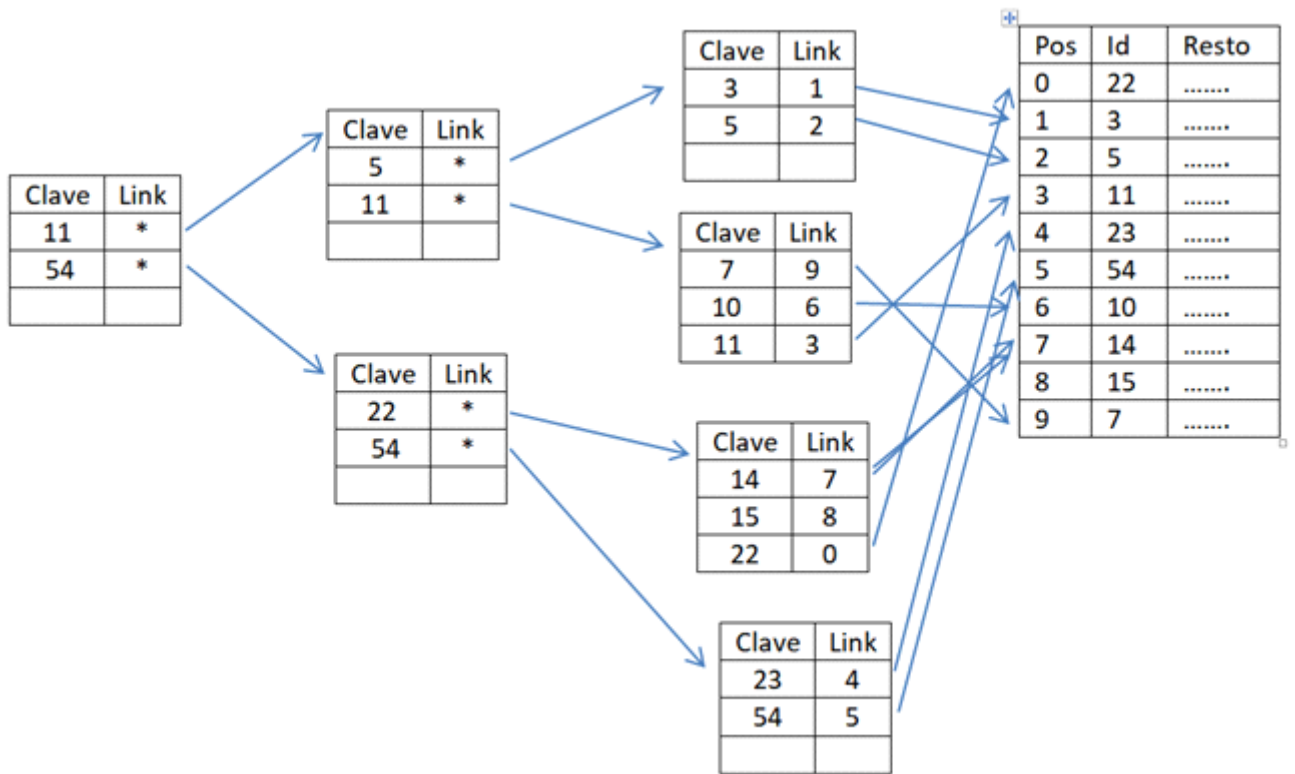 Clave Link
11 *
54 *
Clave Link
5 *
11 *
Clave Link
22 *
54 *
Clave Link
3 1
5 2
Clave Link
7 9
10 6
11 3
Clave Link
14 7
15 8
22 0
Clave Link
23 4
54 5
Pos Id Resto
0 22 .......
1 3 .......
2 5 .......
3 11 .......
4 23 .......
5 54 .......
6 10 .......
7 14 .......
8 15 .......
9 7 .......